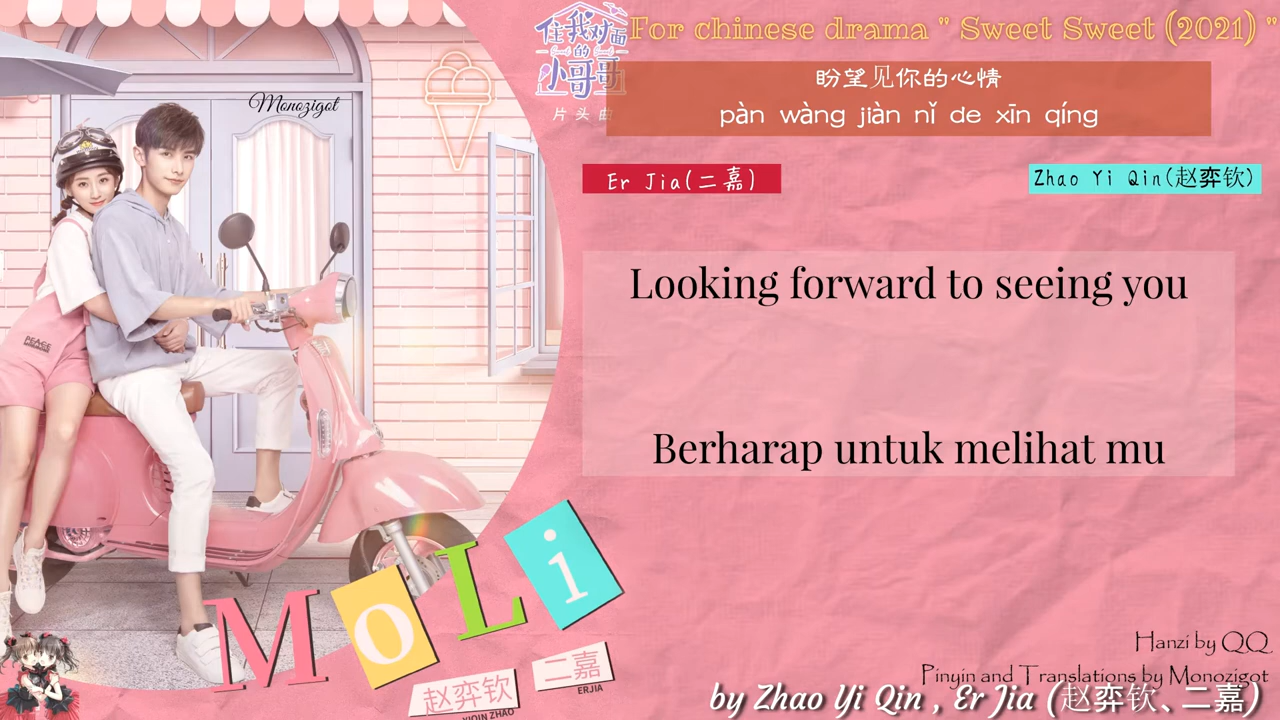 For chinese drama " Sweet Sweet (2021) "
住我对面
的
小哥哥
片头曲
盼望见你的心情
pàn wàng jiàn nǐ de xīn qíng
Monozigot
Er Jia(二嘉)
Zhao Yi Qin(赵弈钦)
Looking forward to seeing you
Berharap untuk melihat mu
PEACE
MoLi
赵弈钦
YIQIN ZHAO
二嘉
ERJIA
Hanzi by QQ
Pinyin and Translations by Monozigot
by Zhao Yi Qin , Er Jia (赵弈钦、二嘉)